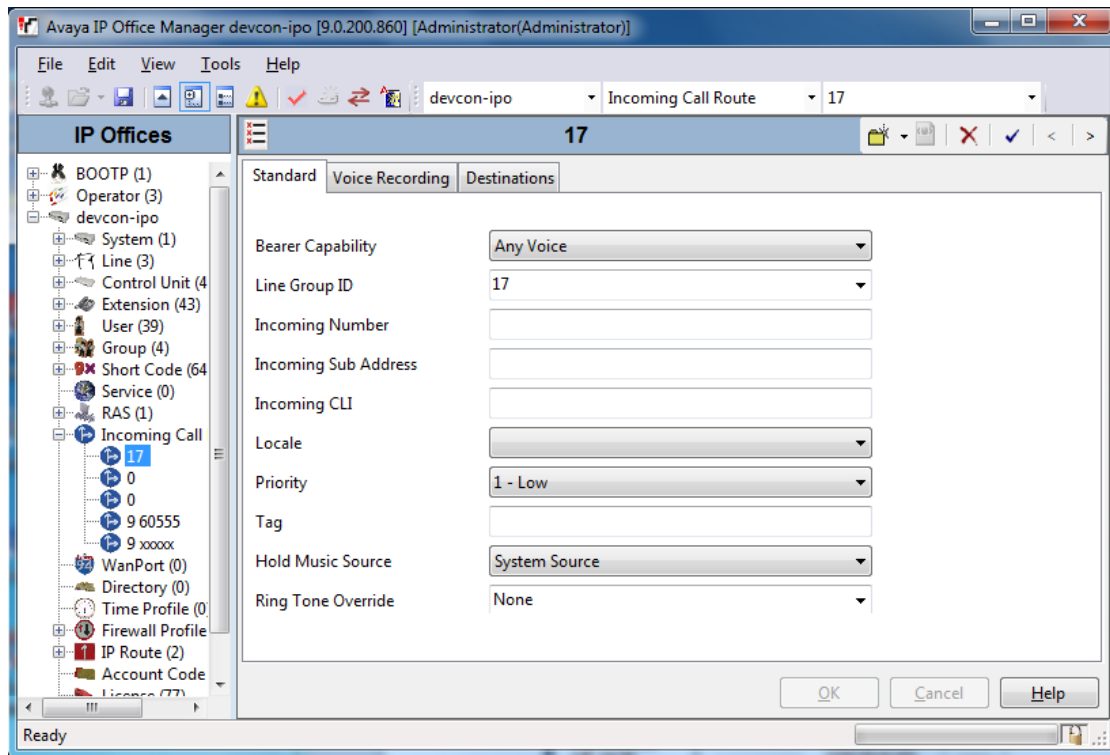 Avaya IP Office Manager devcon-ipo [9.0.200.860] [Administrator(Administrator)]
File Edit View Tools Help
devcon-ipo Incoming Call Route 17
IP Offices
BOOTP (1)
Operator (3)
devcon-ipo
System (1)
Line (3)
Control Unit (4
Extension (43)
User (39)
Group (4)
Short Code (64
Service (0)
RAS (1)
Incoming Call
17
0
0
9 60555
9 xxxxx
WanPort (0)
Directory (0)
Time Profile (0
Firewall Profile
IP Route (2)
Account Code
License (77)
17
Standard Voice Recording Destinations
Bearer Capability Any Voice
Line Group ID 17
Incoming Number
Incoming Sub Address
Incoming CLI
Locale
Priority 1 - Low
Tag
Hold Music Source System Source
Ring Tone Override None
OK Cancel Help
Ready